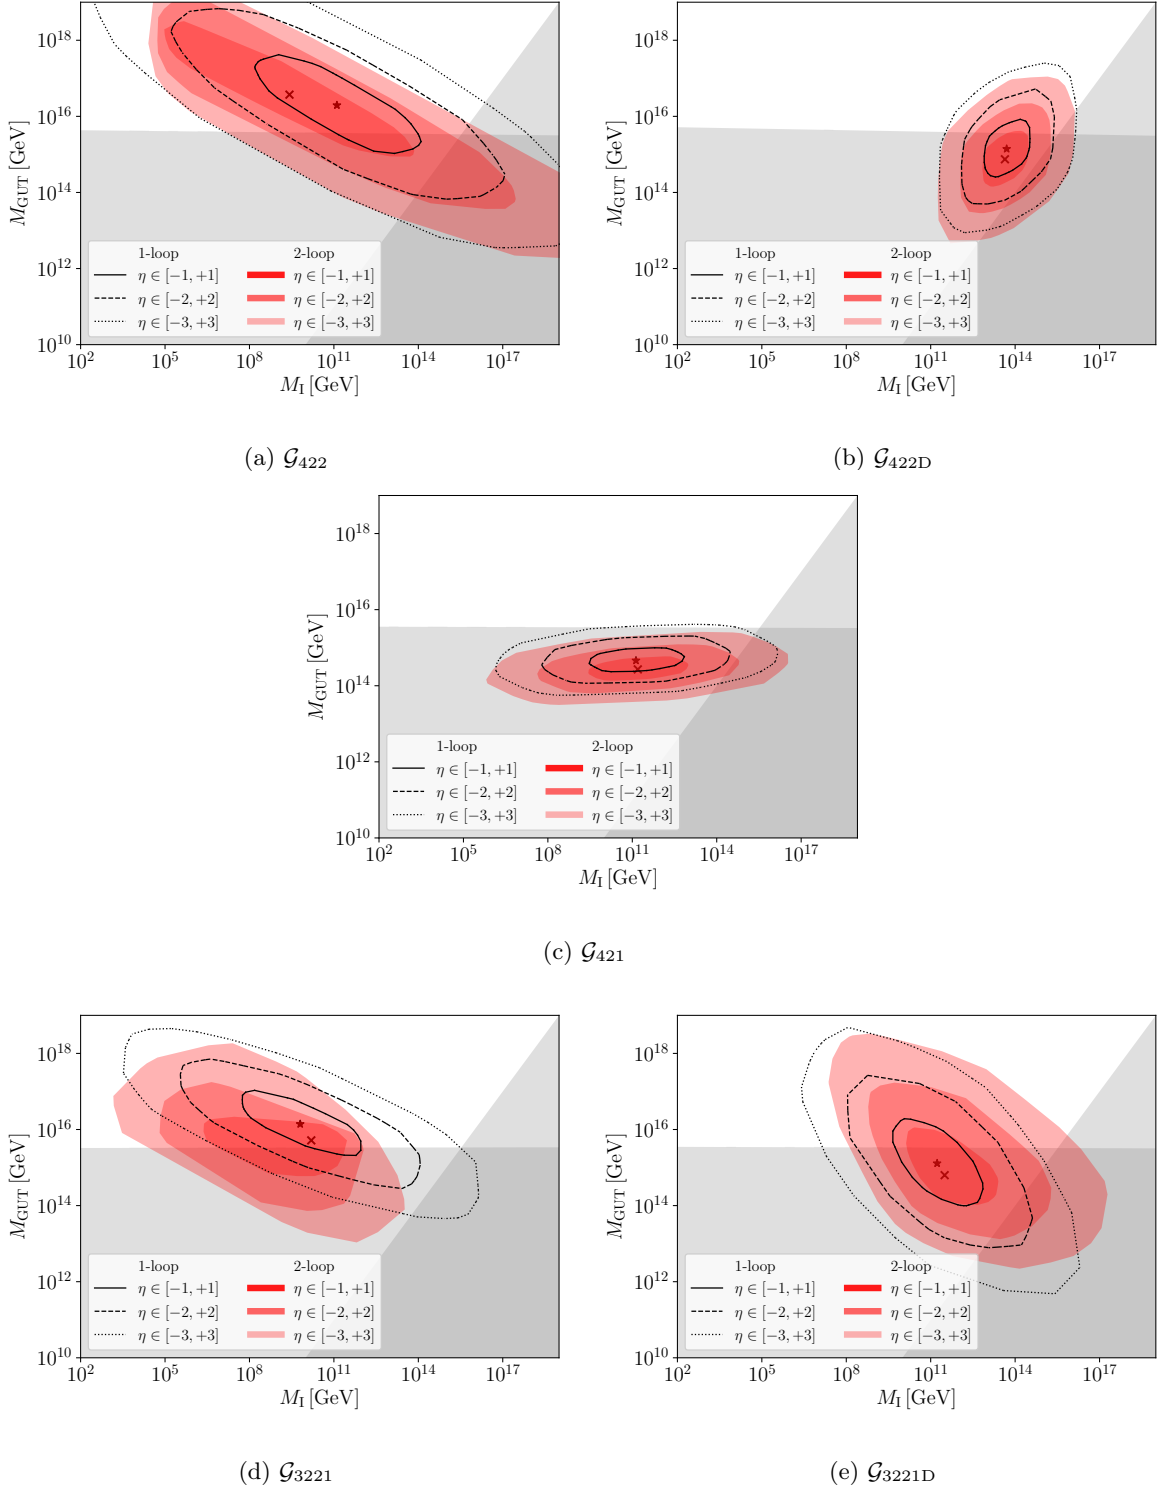 10^18
10^16
10^14
10^12
10^10
M_GUT [GeV]
1-loop 2-loop
η ∈ [−1, +1] η ∈ [−1, +1]
η ∈ [−2, +2] η ∈ [−2, +2]
η ∈ [−3, +3] η ∈ [−3, +3]
10^2 10^5 10^8 10^11 10^14 10^17
M_I [GeV]
(a) 𝒢_422
10^18
10^16
10^14
10^12
10^10
M_GUT [GeV]
1-loop 2-loop
η ∈ [−1, +1] η ∈ [−1, +1]
η ∈ [−2, +2] η ∈ [−2, +2]
η ∈ [−3, +3] η ∈ [−3, +3]
10^2 10^5 10^8 10^11 10^14 10^17
M_I [GeV]
(b) 𝒢_422D
10^18
10^16
10^14
10^12
10^10
M_GUT [GeV]
1-loop 2-loop
η ∈ [−1, +1] η ∈ [−1, +1]
η ∈ [−2, +2] η ∈ [−2, +2]
η ∈ [−3, +3] η ∈ [−3, +3]
10^2 10^5 10^8 10^11 10^14 10^17
M_I [GeV]
(c) 𝒢_421
10^18
10^16
10^14
10^12
10^10
M_GUT [GeV]
1-loop 2-loop
η ∈ [−1, +1] η ∈ [−1, +1]
η ∈ [−2, +2] η ∈ [−2, +2]
η ∈ [−3, +3] η ∈ [−3, +3]
10^2 10^5 10^8 10^11 10^14 10^17
M_I [GeV]
(d) 𝒢_3221
10^18
10^16
10^14
10^12
10^10
M_GUT [GeV]
1-loop 2-loop
η ∈ [−1, +1] η ∈ [−1, +1]
η ∈ [−2, +2] η ∈ [−2, +2]
η ∈ [−3, +3] η ∈ [−3, +3]
10^2 10^5 10^8 10^11 10^14 10^17
M_I [GeV]
(e) 𝒢_3221D